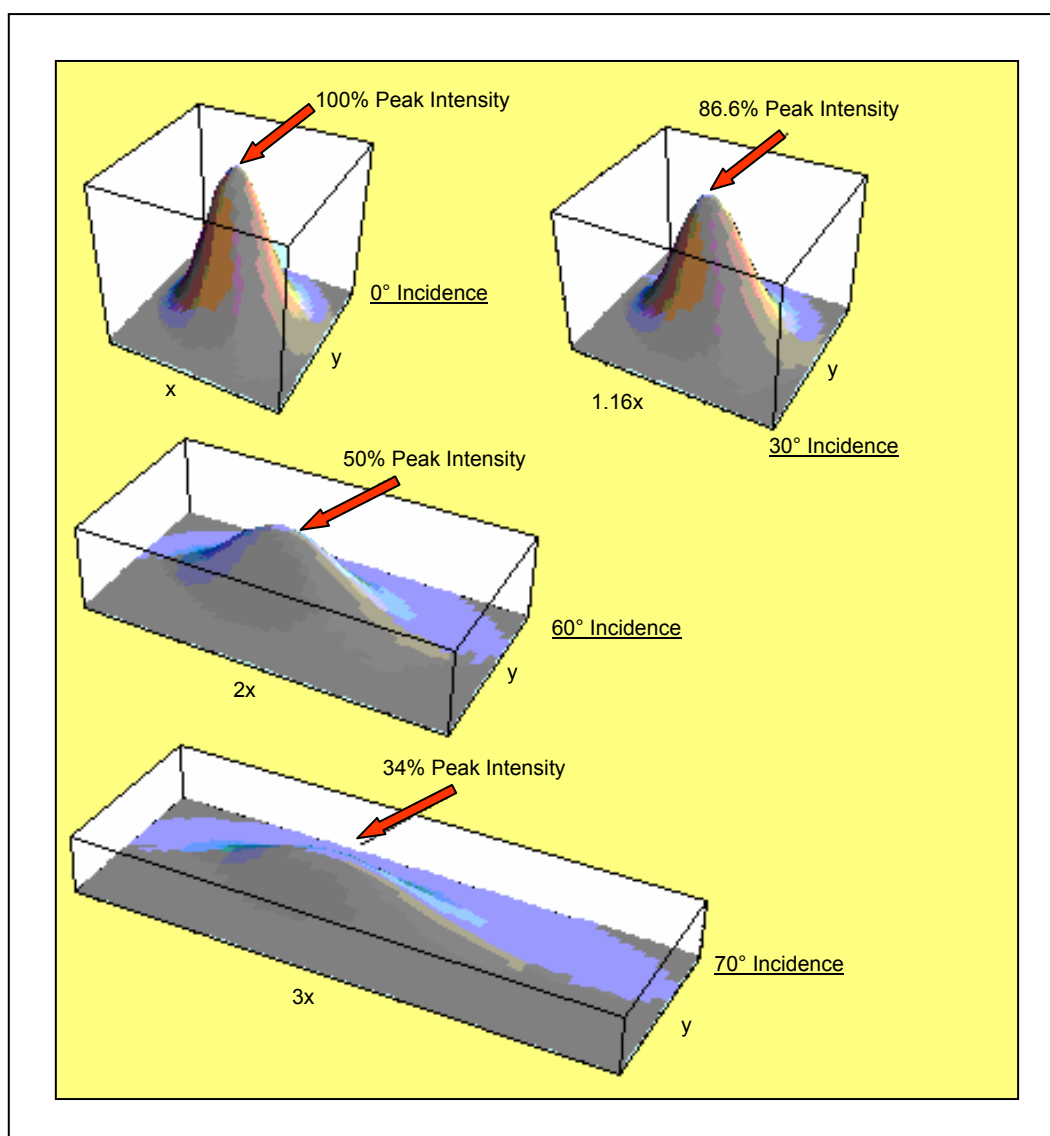 100% Peak Intensity
86.6% Peak Intensity
0° Incidence
y
x
y
1.16x
30° Incidence
50% Peak Intensity
60° Incidence
y
2x
34% Peak Intensity
70° Incidence
3x
y